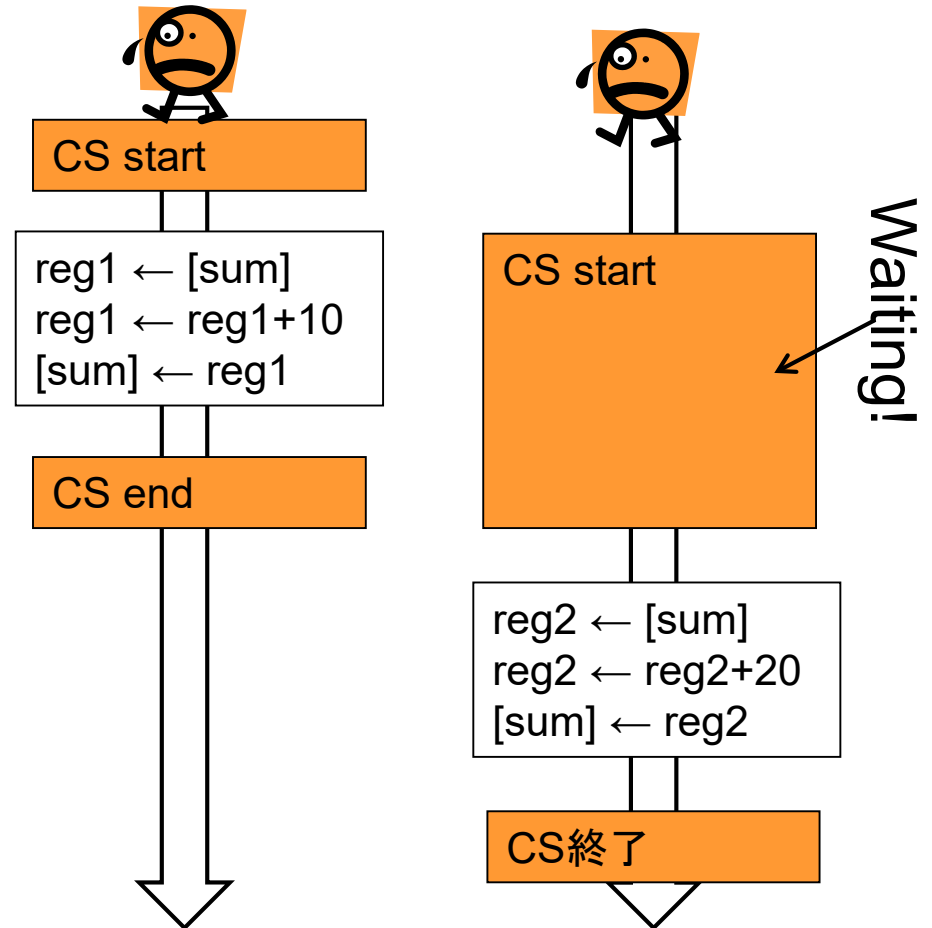 CS start
reg1 ← [sum]
reg1 ← reg1+10
[sum] ← reg1
CS end
CS start
Waiting!
reg2 ← [sum]
reg2 ← reg2+20
[sum] ← reg2
CS終了